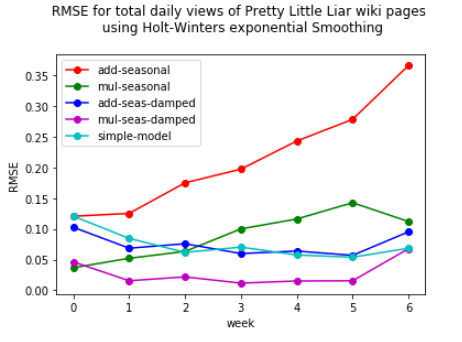 RMSE for total daily views of Pretty Little Liar wiki pages
using Holt-Winters exponential Smoothing
add-seasonal
mul-seasonal
add-seas-damped
mul-seas-damped
simple-model
RMSE
0.35
0.30
0.25
0.20
0.15
0.10
0.05
0.00
0 1 2 3 4 5 6
week